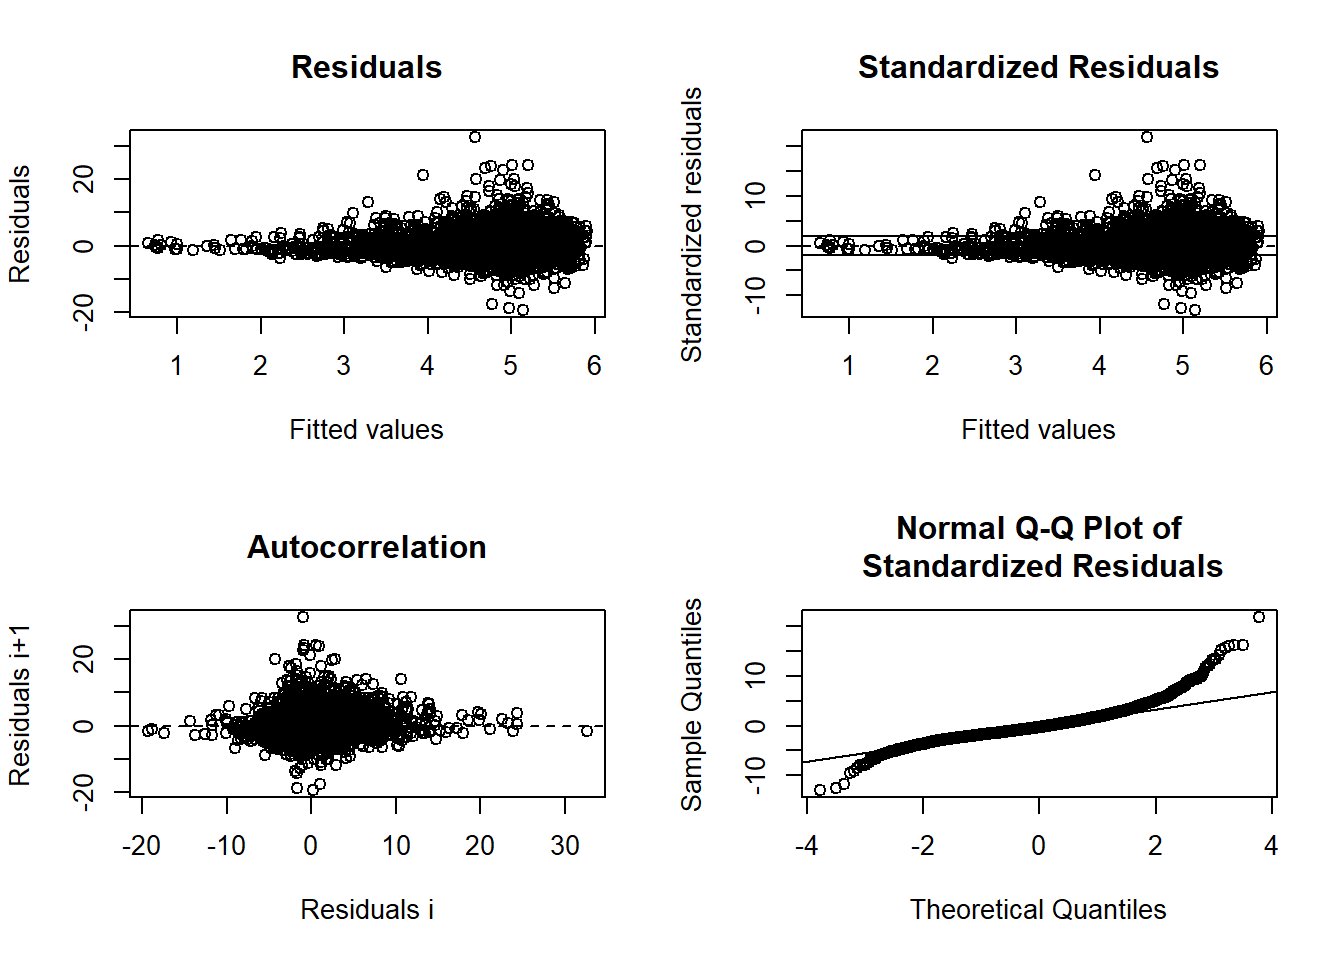 Residuals
Residuals
20
0
-20
1 2 3 4 5 6
Fitted values
Standardized Residuals
Standardized residuals
10
0
-10
1 2 3 4 5 6
Fitted values
Autocorrelation
Residuals i+1
20
0
-20
-20 -10 0 10 20 30
Residuals i
Normal Q-Q Plot of
Standardized Residuals
Sample Quantiles
10
0
-10
-4 -2 0 2 4
Theoretical Quantiles